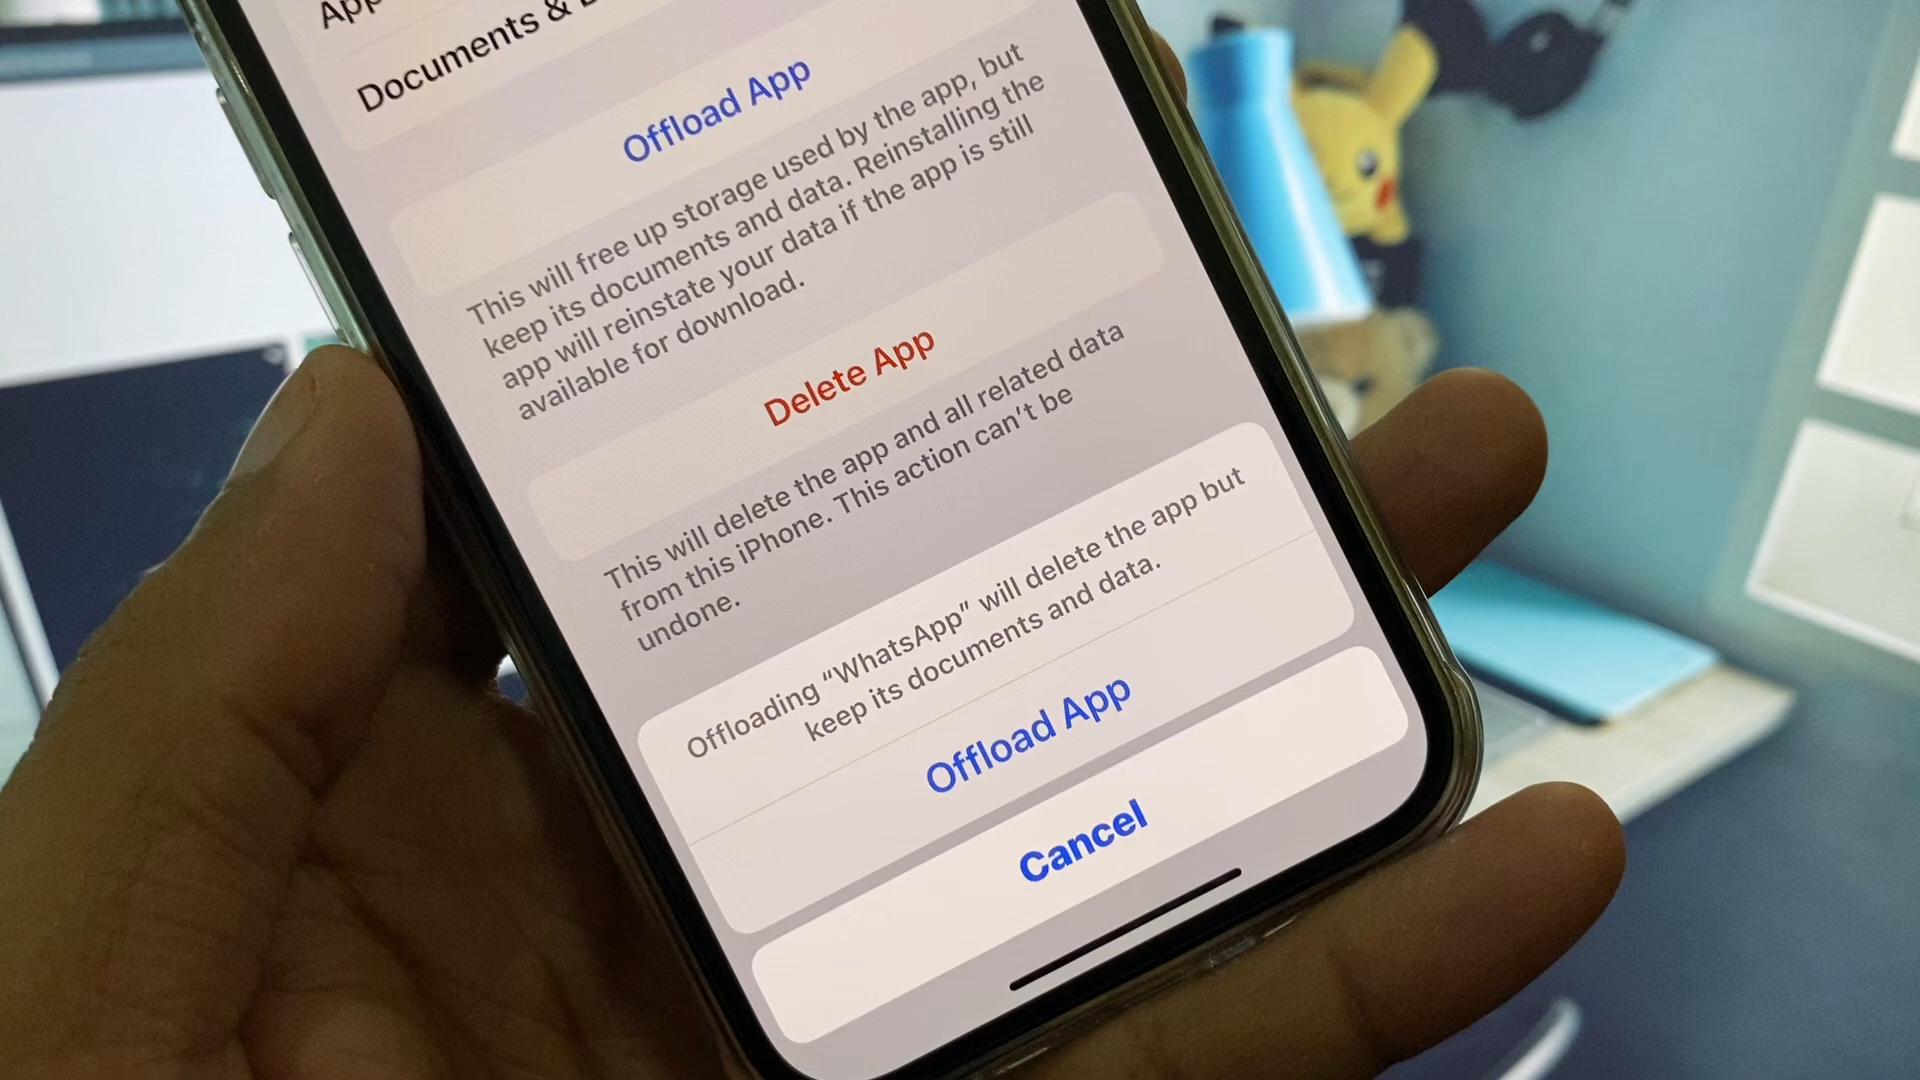 App
Documents &
Offload App
This will free up storage used by the app, but
keep its documents and data. Reinstalling the
app will reinstate your data if the app is still
available for download.
Delete App
This will delete the app and all related data
from this iPhone. This action can't be
undone.
Offloading “WhatsApp” will delete the app but
keep its documents and data.
Offload App
Cancel